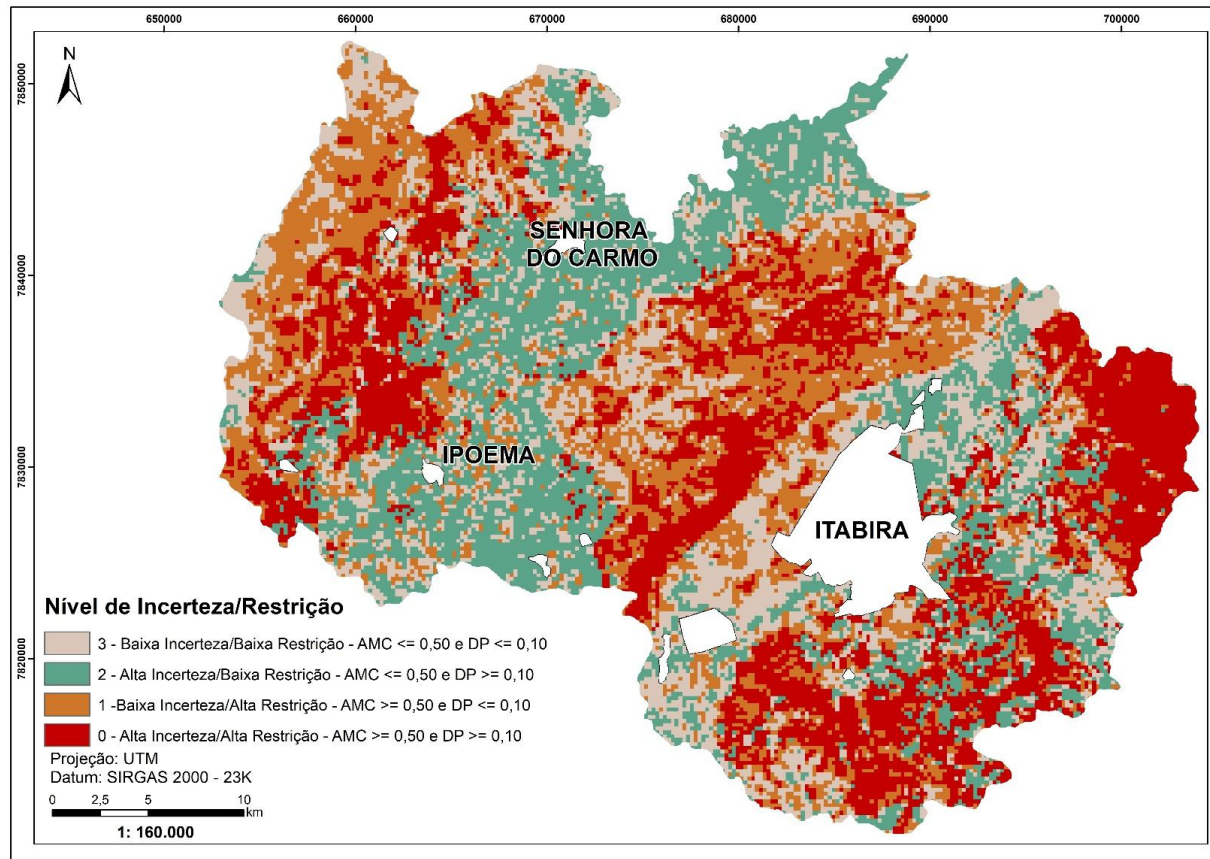 650000 660000 670000 680000 690000 700000
N
7850000
7840000
7830000
7820000
SENHORA
DO CARMO
IPOEMA
ITABIRA
Nível de Incerteza/Restrição
3 - Baixa Incerteza/Baixa Restrição - AMC <= 0,50 e DP <= 0,10
2 - Alta Incerteza/Baixa Restrição - AMC <= 0,50 e DP >= 0,10
1 -Baixa Incerteza/Alta Restrição - AMC >= 0,50 e DP <= 0,10
0 - Alta Incerteza/Alta Restrição - AMC >= 0,50 e DP >= 0,10
Projeção: UTM
Datum: SIRGAS 2000 - 23K
0 2,5 5 10
km
1: 160.000